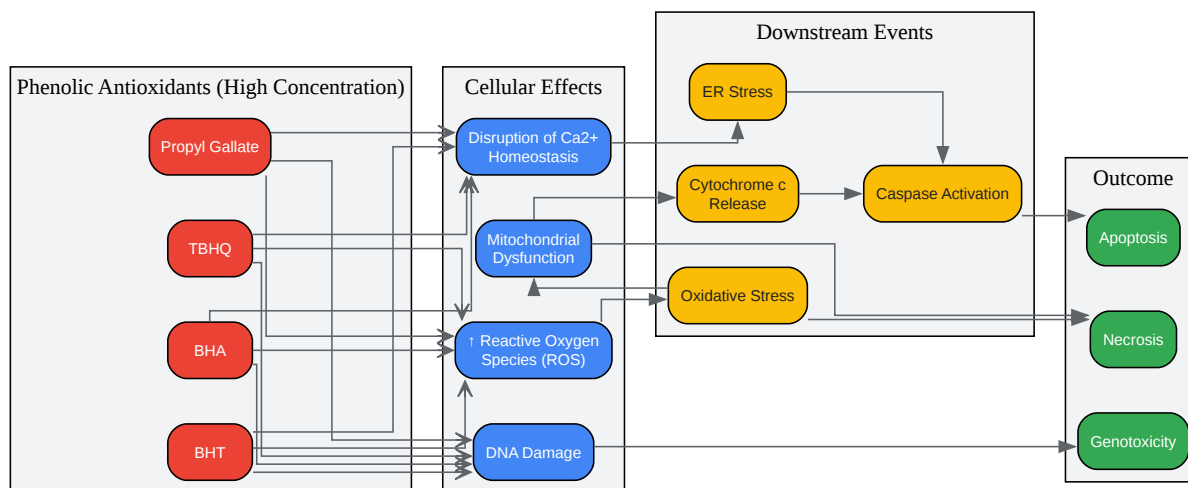 Phenolic Antioxidants (High Concentration)
Propyl Gallate
TBHQ
BHA
BHT
Cellular Effects
Disruption of Ca2+
Homeostasis
Mitochondrial
Dysfunction
↑ Reactive Oxygen
Species (ROS)
DNA Damage
Downstream Events
ER Stress
Cytochrome c
Release
Caspase Activation
Oxidative Stress
Outcome
Apoptosis
Necrosis
Genotoxicity